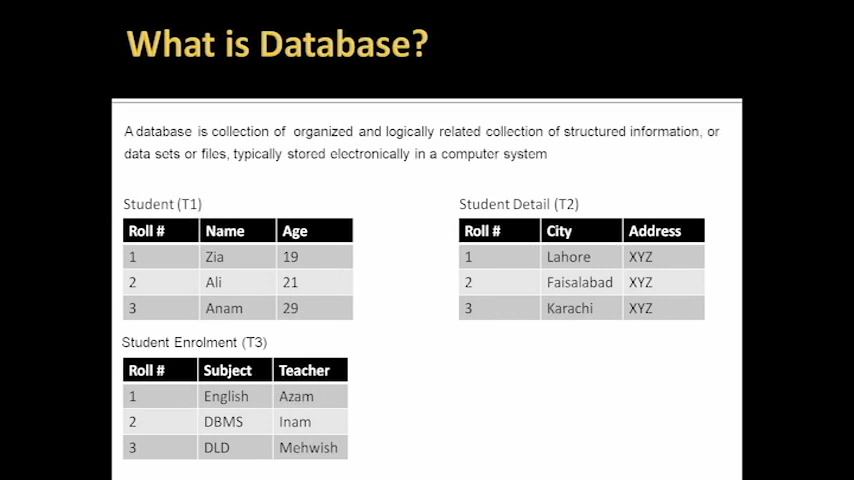 What is Database?
A database is collection of organized and logically related collection of structured information, or
data sets or files, typically stored electronically in a computer system
Student (T1)
Roll # Name Age
1 Zia 19
2 Ali 21
3 Anam 29
Student Detail (T2)
Roll # City Address
1 Lahore XYZ
2 Faisalabad XYZ
3 Karachi XYZ
Student Enrolment (T3)
Roll # Subject Teacher
1 English Azam
2 DBMS Inam
3 DLD Mehwish